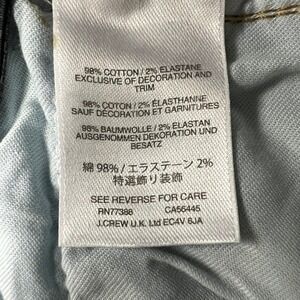 98% COTTON / 2% ELASTANE
EXCLUSIVE OF DECORATION AND
TRIM
98% COTON / 2% ÉLASTHANNE
SAUF DÉCORATION ET GARNITURES
98% BAUMWOLLE / 2% ELASTAN
AUSGENOMMEN DEKORATION UND
BESATZ
綿 98% / エラステーン 2%
特選飾り装飾
SEE REVERSE FOR CARE
RN77388 CA56445
J.CREW U.K. Ltd EC4V 6JA